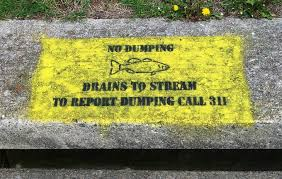 NO DUMPING
DRAINS TO STREAM
TO REPORT DUMPING CALL 311